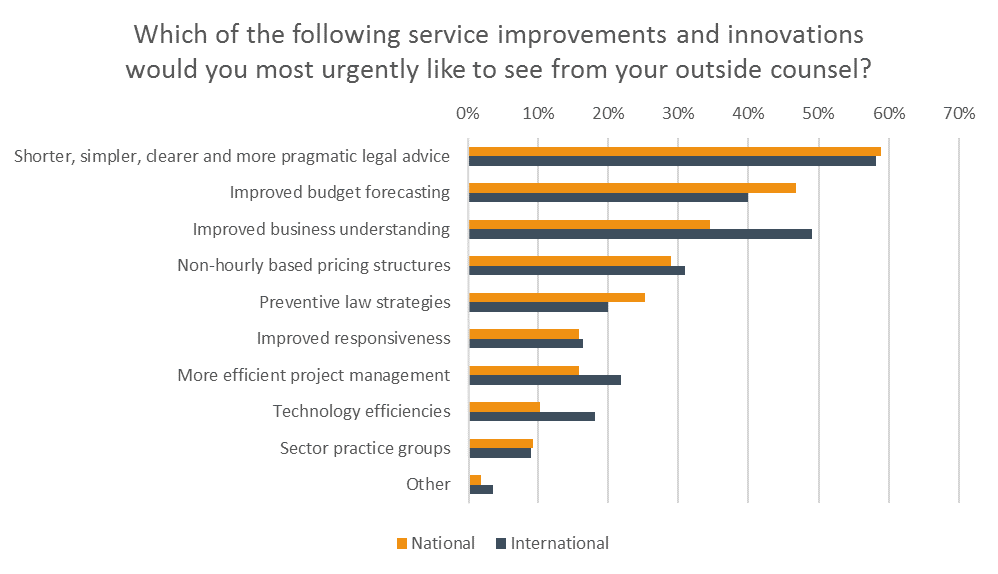 Which of the following service improvements and innovations
would you most urgently like to see from your outside counsel?
0% 10% 20% 30% 40% 50% 60% 70%
Shorter, simpler, clearer and more pragmatic legal advice
Improved budget forecasting
Improved business understanding
Non-hourly based pricing structures
Preventive law strategies
Improved responsiveness
More efficient project management
Technology efficiencies
Sector practice groups
Other
National International